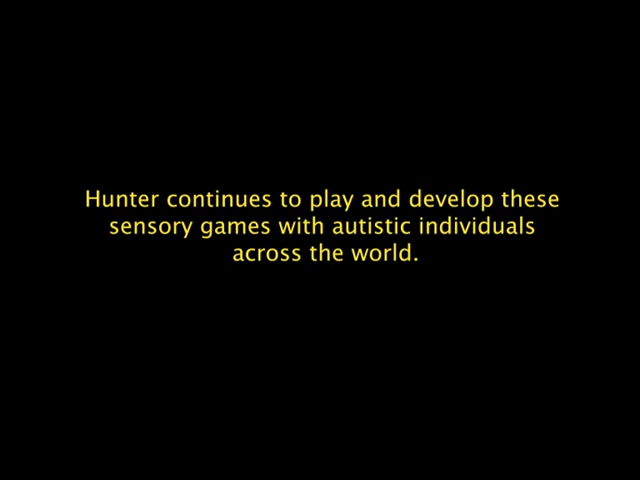 Hunter continues to play and develop these
sensory games with autistic individuals
across the world.